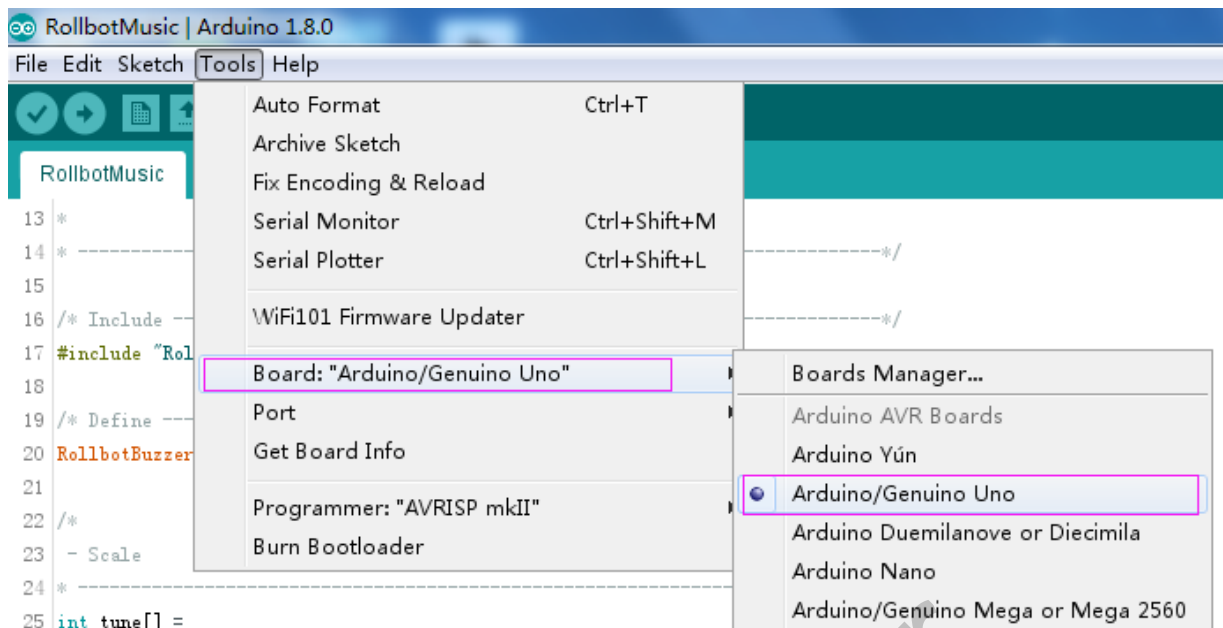 RollbotMusic | Arduino 1.8.0
File Edit Sketch Tools Help
Auto Format Ctrl+T
Archive Sketch
RollbotMusic
Fix Encoding & Reload
13 *
Serial Monitor Ctrl+Shift+M
14 * --------------------*/
Serial Plotter Ctrl+Shift+L
15
16 /* Include --------------------*/
WiFi101 Firmware Updater
17 #include "Rol
Board: "Arduino/Genuino Uno"
Boards Manager...
18
19 /* Define ---
Port
Arduino AVR Boards
20 RollbotBuzzer
Get Board Info
Arduino Yún
21
Arduino/Genuino Uno
22 /*
Programmer: "AVRISP mkII"
Arduino Duemilanove or Diecimila
23 - Scale
Burn Bootloader
Arduino Nano
24 * --------------------
25 int tune[] =
Arduino/Genuino Mega or Mega 2560